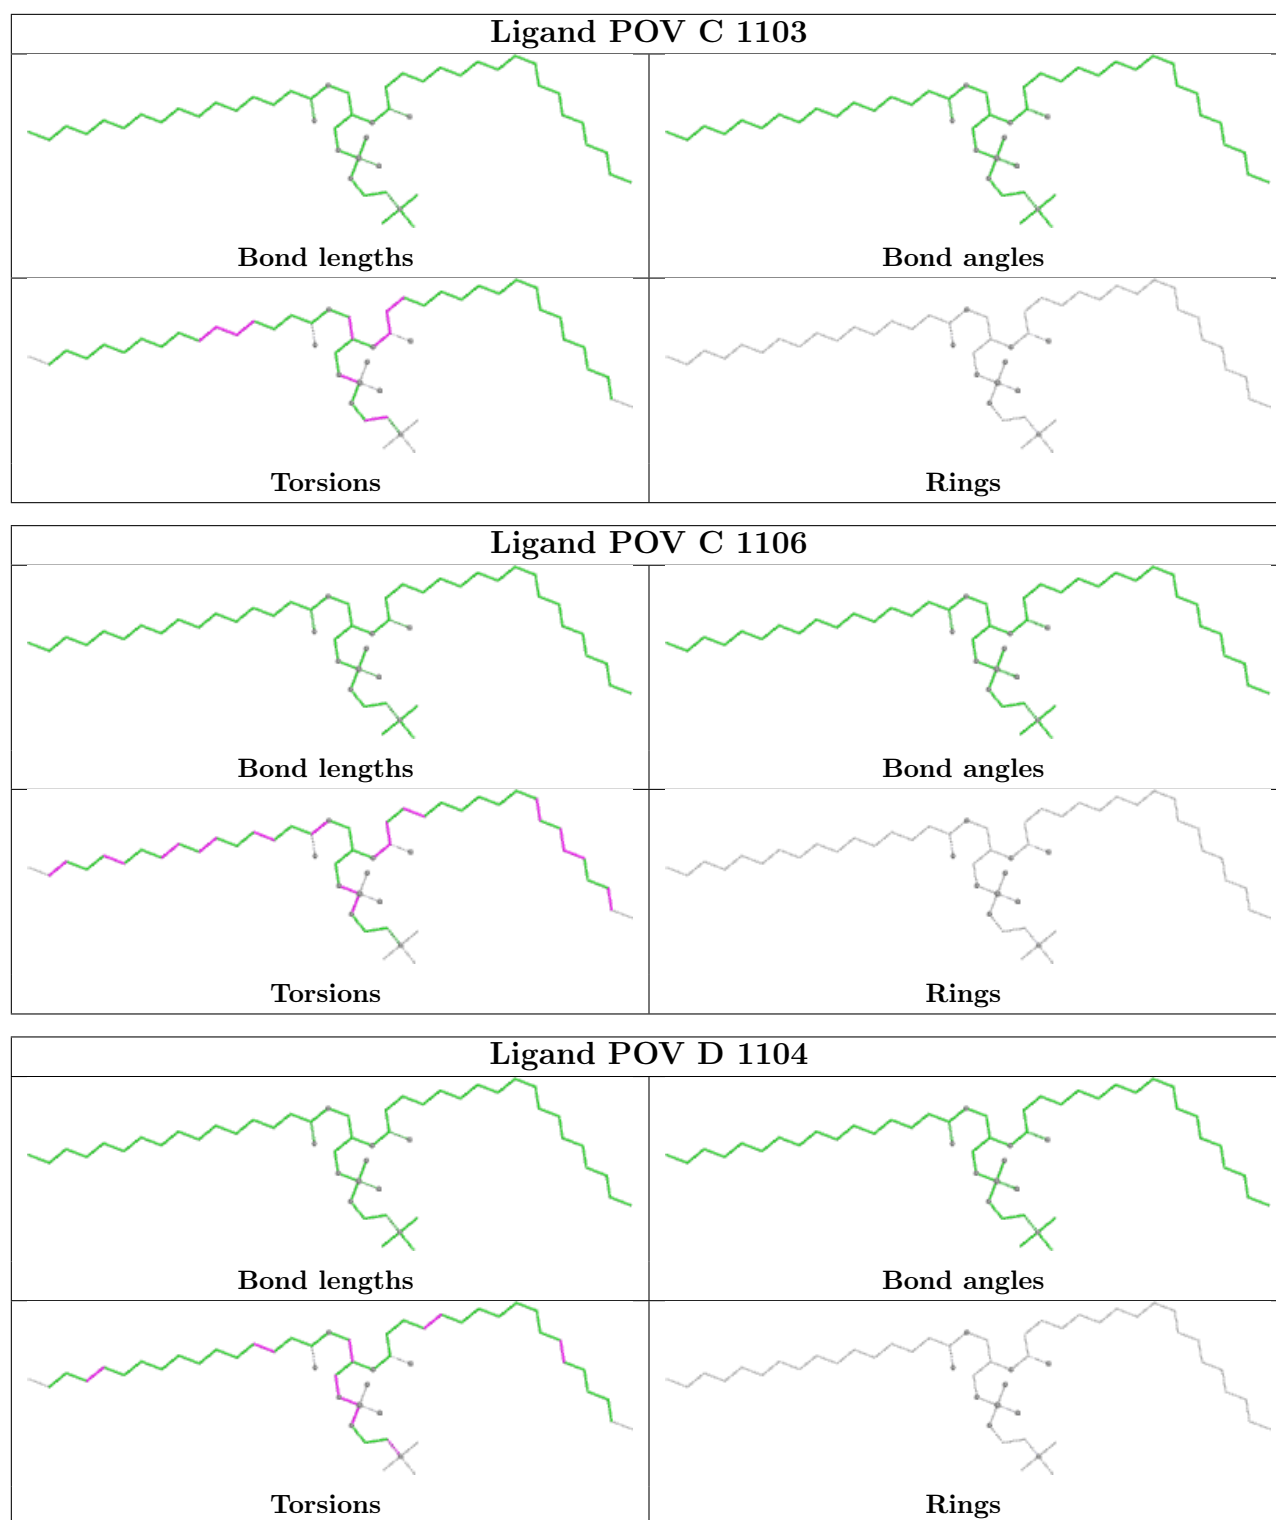 Ligand POV C 1103
Bond lengths
Bond angles
Torsions
Rings
Ligand POV C 1106
Bond lengths
Bond angles
Torsions
Rings
Ligand POV D 1104
Bond lengths
Bond angles
Torsions
Rings